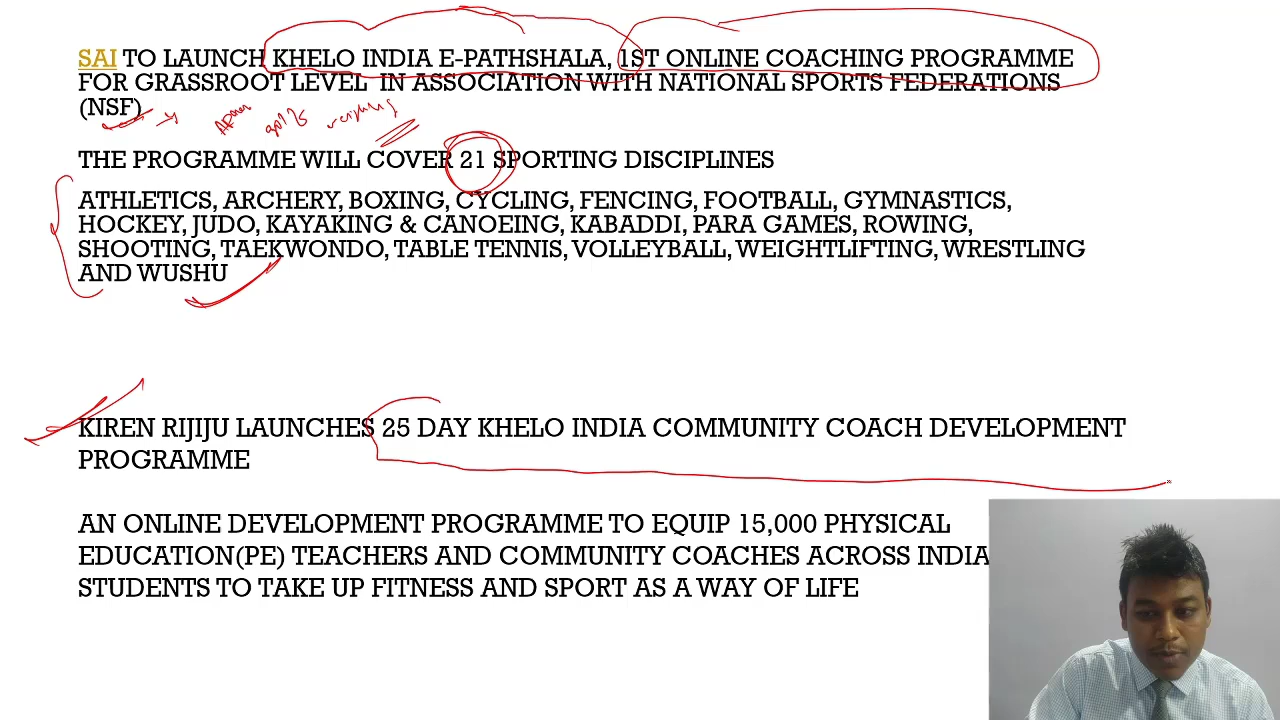 SAI TO LAUNCH KHELO INDIA E-PATHSHALA, 1ST ONLINE COACHING PROGRAMME
FOR GRASSROOT LEVEL IN ASSOCIATION WITH NATIONAL SPORTS FEDERATIONS
(NSF)
THE PROGRAMME WILL COVER 21 SPORTING DISCIPLINES
ATHLETICS, ARCHERY, BOXING, CYCLING, FENCING, FOOTBALL, GYMNASTICS,
HOCKEY, JUDO, KAYAKING & CANOEING, KABADDI, PARA GAMES, ROWING,
SHOOTING, TAEKWONDO, TABLE TENNIS, VOLLEYBALL, WEIGHTLIFTING, WRESTLING
AND WUSHU
KIREN RIJIJU LAUNCHES 25 DAY KHELO INDIA COMMUNITY COACH DEVELOPMENT
PROGRAMME
AN ONLINE DEVELOPMENT PROGRAMME TO EQUIP 15,000 PHYSICAL
EDUCATION(PE) TEACHERS AND COMMUNITY COACHES ACROSS INDIA
STUDENTS TO TAKE UP FITNESS AND SPORT AS A WAY OF LIFE